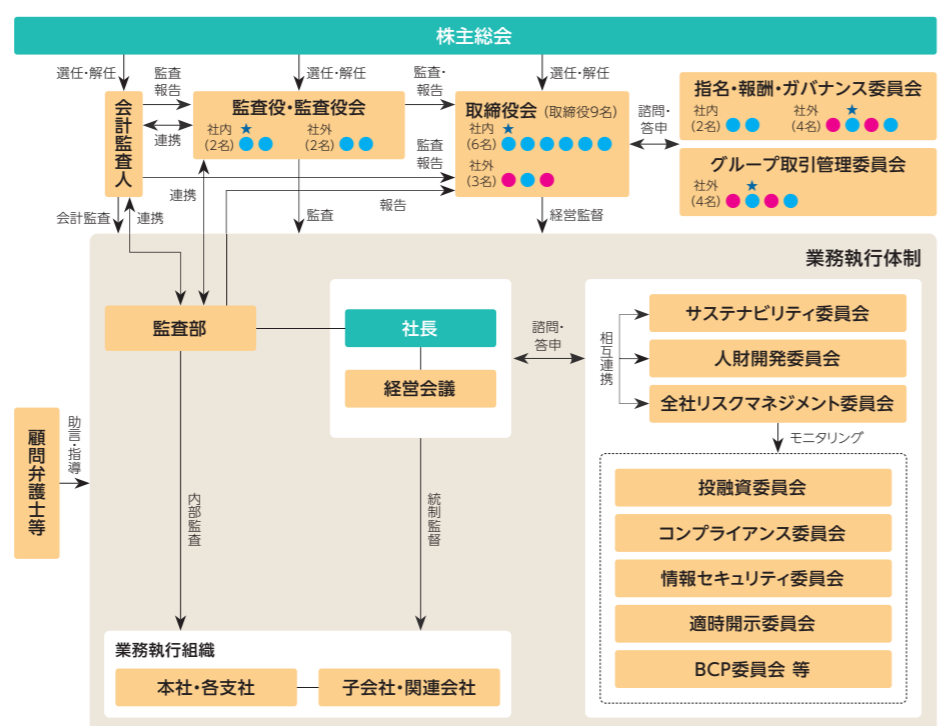 株主総会
選任・解任
監査
報告
選任・解任
監査・
報告
選任・解任
会計監査人
連携
監査役・監査役会
社内
(2名)
★
社外
(2名)
取締役会 (取締役9名)
社内
(6名)
★
社外
(3名)
諮問・
答申
指名・報酬・ガバナンス委員会
社内
(2名)
社外
(4名)
★
グループ取引管理委員会
社外
(4名)
★
監査
報告
連携
報告
会計監査
連携
監査
経営監督
業務執行体制
監査部
社長
経営会議
諮問・
答申
相互連携
サステナビリティ委員会
人財開発委員会
全社リスクマネジメント委員会
モニタリング
投融資委員会
コンプライアンス委員会
情報セキュリティ委員会
適時開示委員会
BCP委員会 等
顧問弁護士等
助言・指導
内部監査
統制監督
業務執行組織
本社・各支社
子会社・関連会社